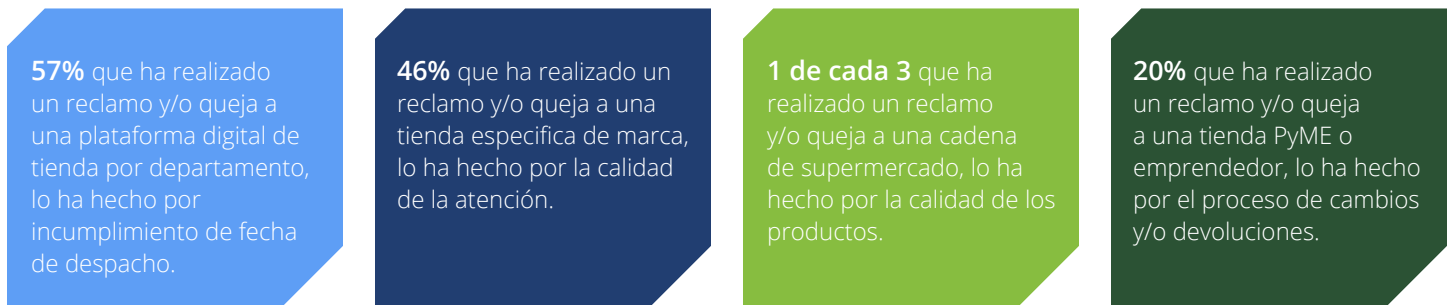 57% que ha realizado
un reclamo y/o queja a
una plataforma digital de
tienda por departamento,
lo ha hecho por
incumplimiento de fecha
de despacho.
46% que ha realizado un
reclamo y/o queja a una
tienda especifica de marca,
lo ha hecho por la calidad
de la atención.
1 de cada 3 que ha
realizado un reclamo
y/o queja a una cadena
de supermercado, lo ha
hecho por la calidad de los
productos.
20% que ha realizado
un reclamo y/o queja
a una tienda PyME o
emprendedor, lo ha hecho
por el proceso de cambios
y/o devoluciones.